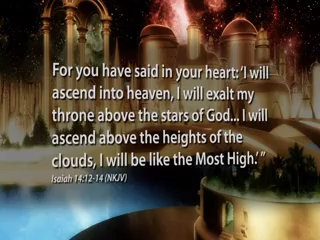 For you have said in your heart: 'I will
ascend into heaven, I will exalt my
throne above the stars of God... I will
ascend above the heights of the
clouds, I will be like the Most High.' "
Isaiah 14:12-14 (NKJV)